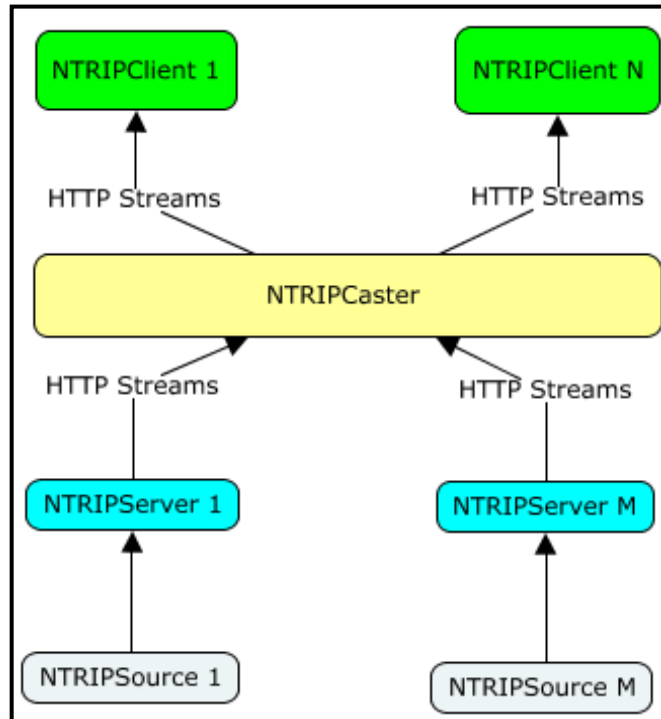 NTRIPClient 1
NTRIPClient N
HTTP Streams
HTTP Streams
NTRIPCaster
HTTP Streams
HTTP Streams
NTRIPServer 1
NTRIPServer M
NTRIPSource 1
NTRIPSource M